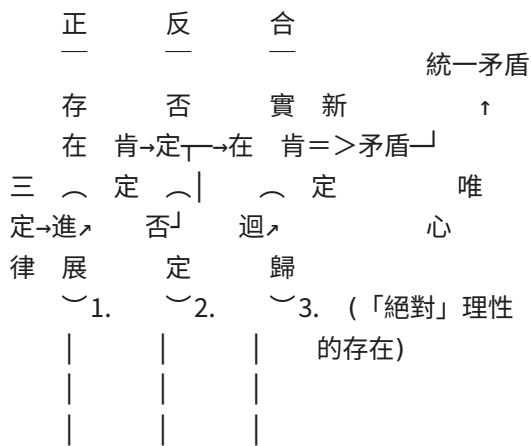 正　　反　　合
￣　　￣　　￣
　　　　　　　　統一矛盾
存　　否　　實　新　　　↑
在　肯→定┬─→在　肯＝＞矛盾─┘
三　︵　定　︵│　　︵　定　　　　唯
定→進↗　　否┘　　迴↗　　　　　心
律　展　　定　　歸
︶1.　　︶2.　　︶3.　(「絕對」理性
｜　　｜　　｜　　的存在)
｜　　｜　　｜
｜　　｜　　｜